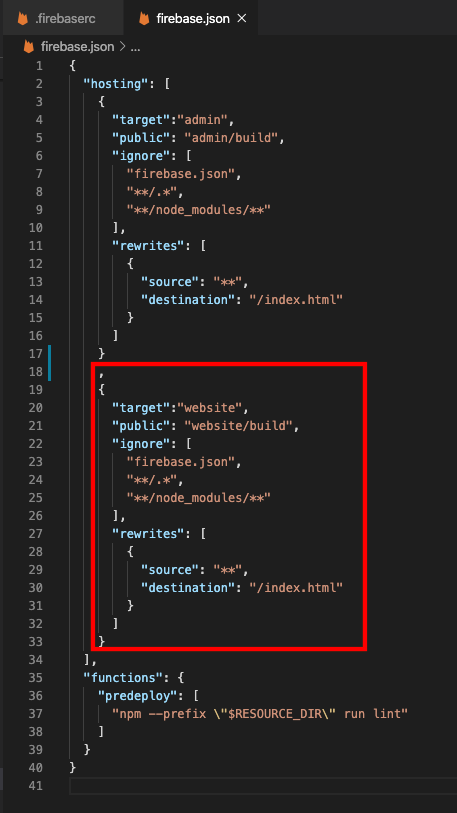 .firebaserc
firebase.json ×
firebase.json > ...
1 {
2 "hosting": [
3 {
4 "target":"admin",
5 "public": "admin/build",
6 "ignore": [
7 "firebase.json",
8 "**/.*",
9 "**/node_modules/**"
10 ],
11 "rewrites": [
12 {
13 "source": "**",
14 "destination": "/index.html"
15 }
16 ]
17 }
18 ,
19 {
20 "target":"website",
21 "public": "website/build",
22 "ignore": [
23 "firebase.json",
24 "**/.*",
25 "**/node_modules/**"
26 ],
27 "rewrites": [
28 {
29 "source": "**",
30 "destination": "/index.html"
31 }
32 ]
33 }
34 ],
35 "functions": {
36 "predeploy": [
37 "npm --prefix \"$RESOURCE_DIR\" run lint"
38 ]
39 }
40 }
41